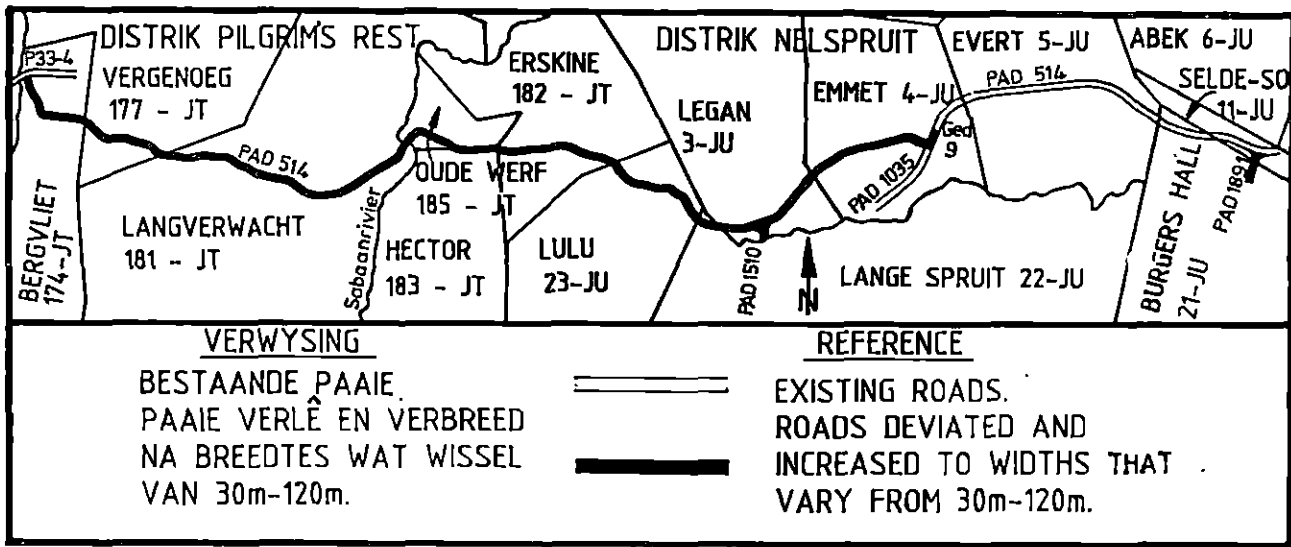 DISTRIK PILGRIM'S REST
DISTRIK NELSPRUIT
EVERT 5-JU
ABEK 6-JU
P33-4
VERGENOEG
177 - JT
ERSKINE
182 - JT
LEGAN
3-JU
EMMET 4-JU
PAD 514
SELDE-SO
11-JU
Ged
9
PAD 514
OUDE WERF
185 - JT
PAD 1035
BERGVLIET
174-JT
LANGVERWACHT
181 - JT
Sabaanrivier
HECTOR
183 - JT
LULU
23-JU
PAD 1510
N
LANGE SPRUIT 22-JU
BURGERS HALL
21-JU
PAD 1891
VERWYSING
BESTAANDE PAAIE.
PAAIE VERLÊ EN VERBREED
NA BREEDTES WAT WISSEL
VAN 30m-120m.
REFERENCE
EXISTING ROADS.
ROADS DEVIATED AND
INCREASED TO WIDTHS THAT
VARY FROM 30m-120m.